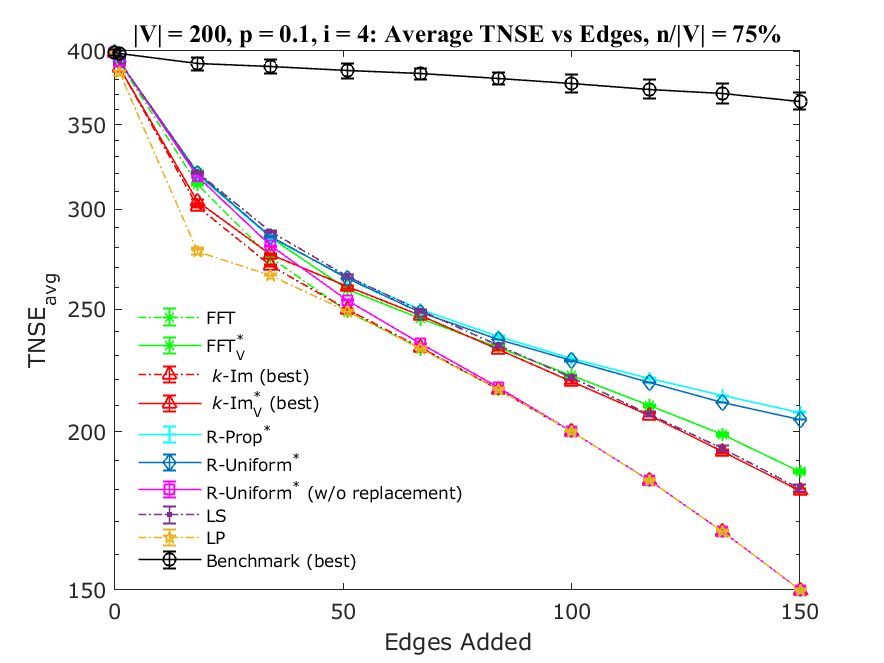 |V| = 200, p = 0.1, i = 4: Average TNSE vs Edges, n/|V| = 75%
400
350
300
250
200
150
TNSE_avg
FFT
FFT*_V
k-Im (best)
k-Im*_V (best)
R-Prop*
R-Uniform*
R-Uniform* (w/o replacement)
LS
LP
Benchmark (best)
0
50
100
150
Edges Added